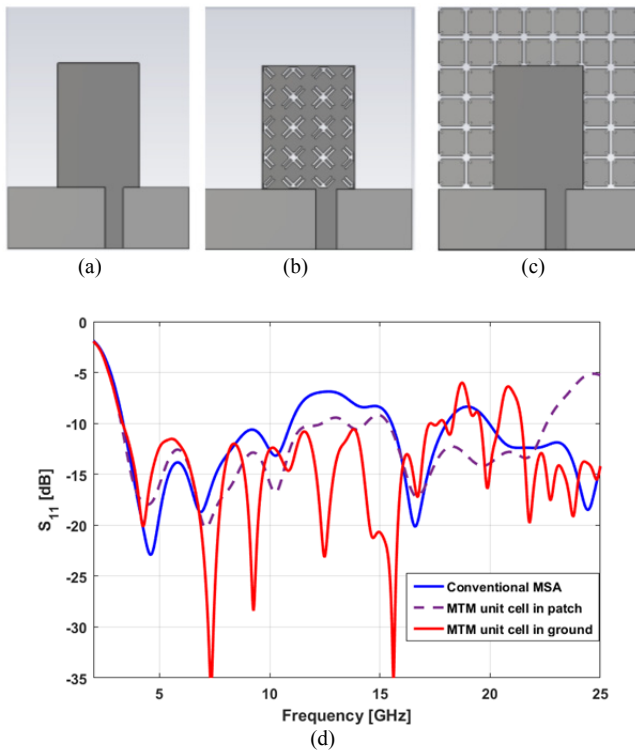 (a) (b) (c)
0
-5
-10
-15
-20
-25
-30
-35
S11 [dB]
Conventional MSA
MTM unit cell in patch
MTM unit cell in ground
5 10 15 20 25
Frequency [GHz]
(d)